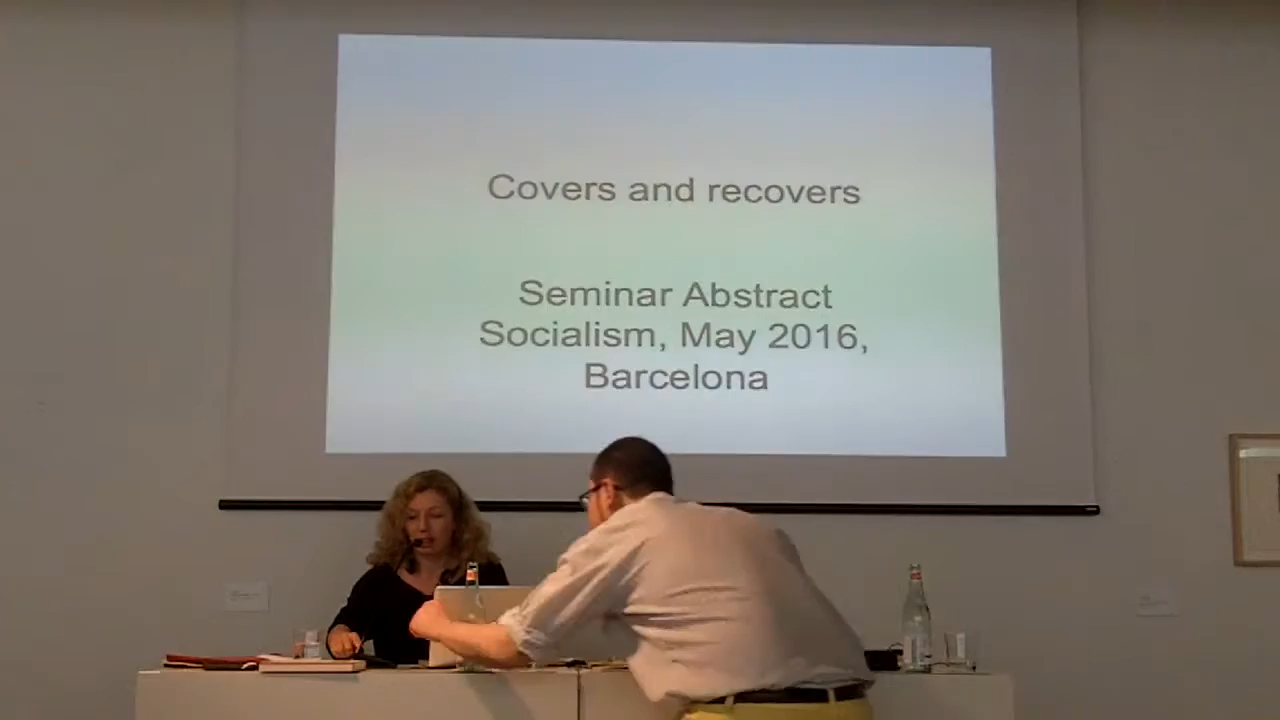 Covers and recovers
Seminar Abstract
Socialism, May 2016,
Barcelona